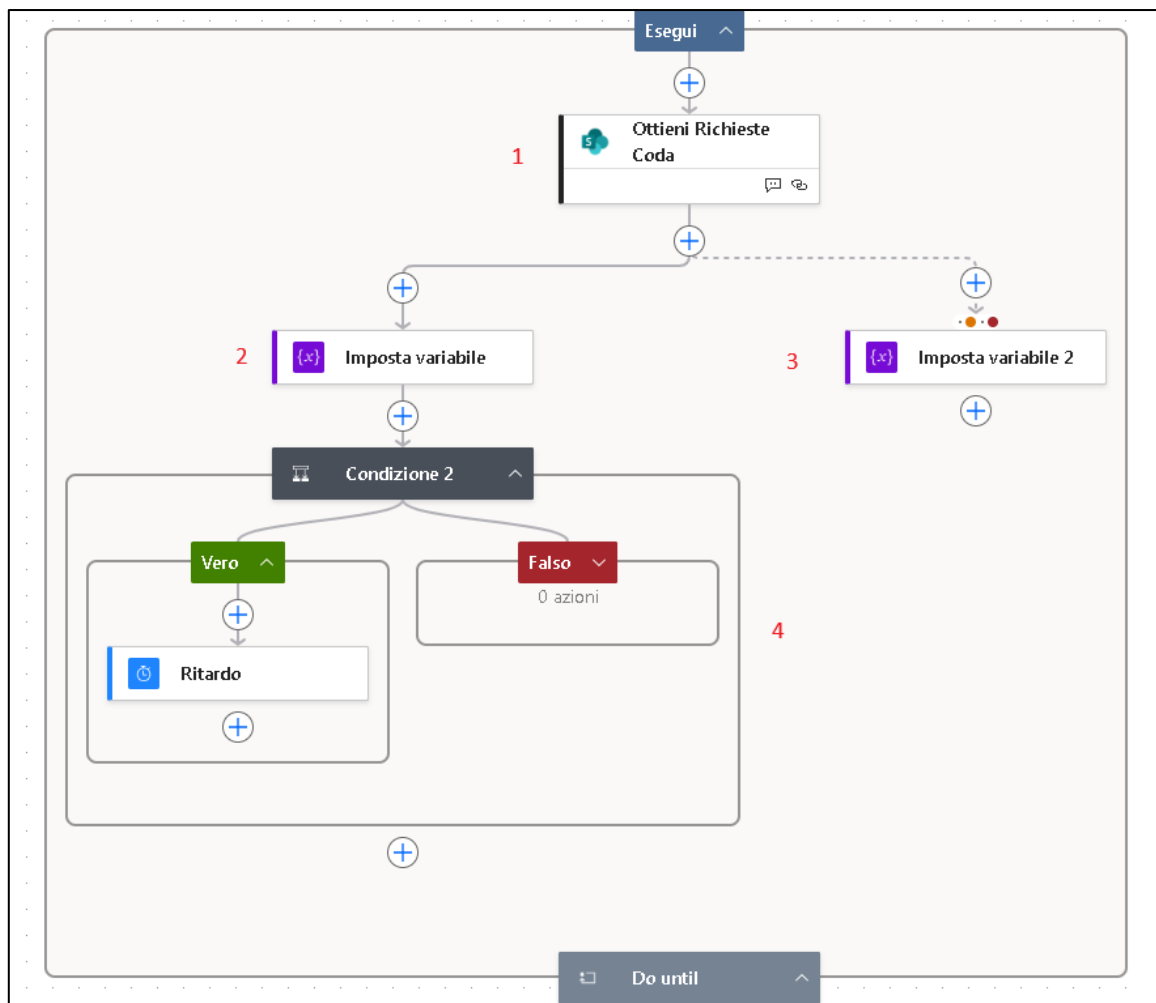 Esegui
Ottieni Richieste
Coda
1
2
Imposta variabile
3
Imposta variabile 2
Condizione 2
Vero
Falso
0 azioni
4
Ritardo
Do until